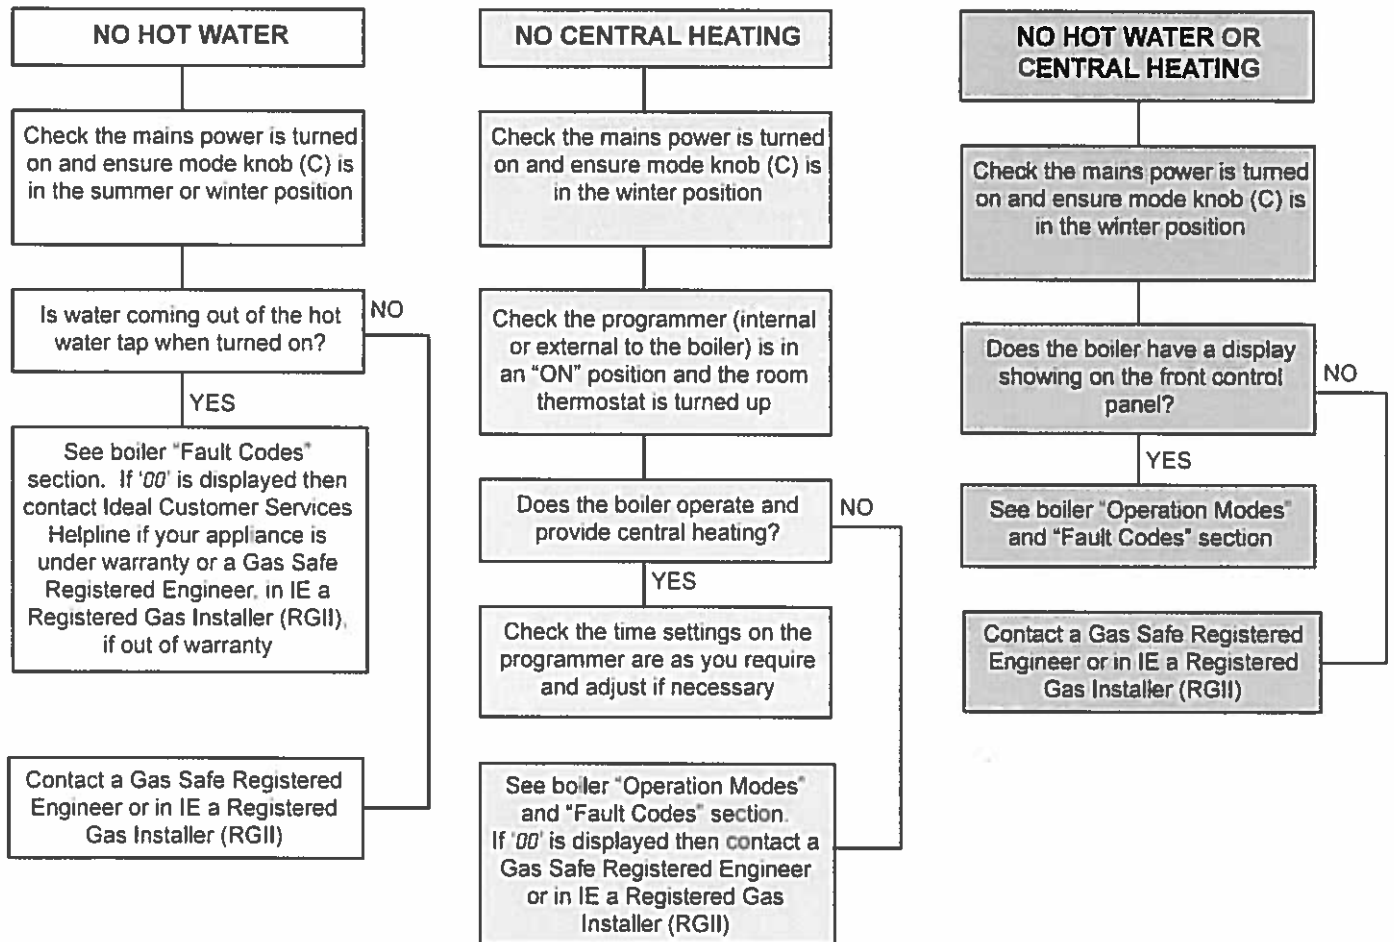 NO HOT WATER
Check the mains power is turned
on and ensure mode knob (C) is
in the summer or winter position
Is water coming out of the hot
water tap when turned on?
NO
YES
See boiler "Fault Codes"
section. If '00' is displayed then
contact Ideal Customer Services
Helpline if your appliance is
under warranty or a Gas Safe
Registered Engineer, in IE a
Registered Gas Installer (RGII),
if out of warranty
Contact a Gas Safe Registered
Engineer or in IE a Registered
Gas Installer (RGII)
NO CENTRAL HEATING
Check the mains power is turned
on and ensure mode knob (C) is
in the winter position
Check the programmer (internal
or external to the boiler) is in
an "ON" position and the room
thermostat is turned up
Does the boiler operate and
provide central heating?
NO
YES
Check the time settings on the
programmer are as you require
and adjust if necessary
See boiler "Operation Modes"
and "Fault Codes" section.
If '00' is displayed then contact a
Gas Safe Registered Engineer
or in IE a Registered Gas
Installer (RGII)
NO HOT WATER OR
CENTRAL HEATING
Check the mains power is turned
on and ensure mode knob (C) is
in the winter position
Does the boiler have a display
showing on the front control
panel?
NO
YES
See boiler "Operation Modes"
and "Fault Codes" section
Contact a Gas Safe Registered
Engineer or in IE a Registered
Gas Installer (RGII)